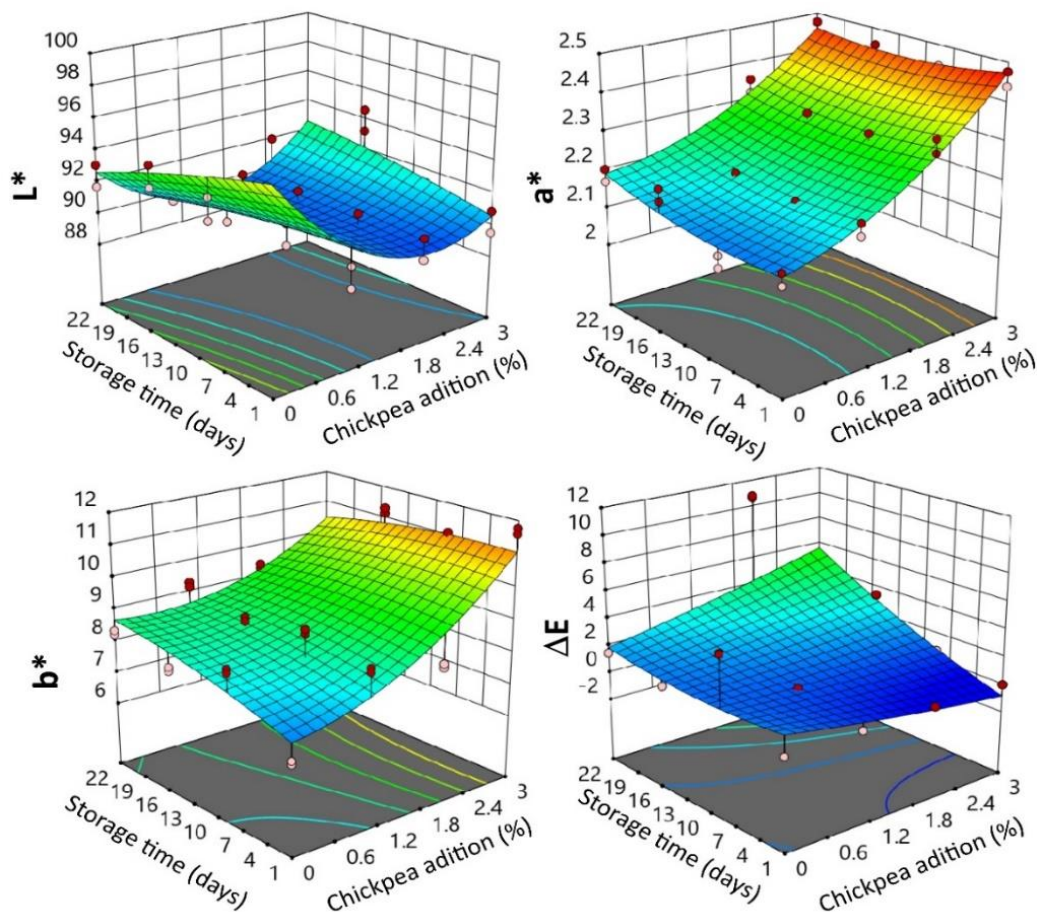 100
98
96
94
92
90
88
L*
22 19 16 13 10 7 4 1
Storage time (days)
0 0.6 1.2 1.8 2.4 3
Chickpea adition (%)
2.5
2.4
2.3
2.2
2.1
2
a*
22 19 16 13 10 7 4 1
Storage time (days)
0 0.6 1.2 1.8 2.4 3
Chickpea adition (%)
12
11
10
9
8
7
6
b*
22 19 16 13 10 7 4 1
Storage time (days)
0 0.6 1.2 1.8 2.4 3
Chickpea adition (%)
12
10
8
6
4
2
0
-2
ΔE
22 19 16 13 10 7 4 1
Storage time (days)
0 0.6 1.2 1.8 2.4 3
Chickpea adition (%)